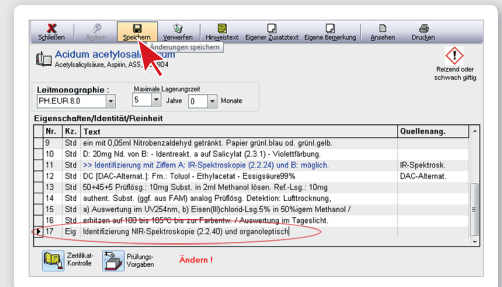 Schließen Ändern Speichern Verwerfen Hinweistext Eigener Zusatztext Eigene Bemerkung Ansehen Drucken
Änderungen speichern
Acidum acetylosal
Acetylsalicylsäure, Aspirin, ASS,
Reizend oder
schwach giftig
Leitmonographie :
Maximale Lagerungszeit
PH.EUR 8.0 5 Jahre 0 Monate
Eigenschaften/Identität/Reinheit
Nr. Kz. Text Quellenang.
9 Std ein mit 0,05ml Nitrobenzaldehyd getränkt. Papier grünl.blau od. grünl.gelb.
10 Std D: 20mg Nd. von B: - Identreakt. a auf Salicylat (2.3.1) - Violettfärbung.
11 Std >> Identifizierung mit Ziffern A: IR-Spektroskopie (2.2.24) und B: möglich. IR-Spektrosk.
12 Std DC [DAC-Alternat.]: Fm.: Toluol - Ethylacetat - Essigsäure99% DAC-Alternat.
13 Std 50+45+5 Prüflösg.: 10mg Subst. in 2ml Methanol lösen. Ref.-Lsg.: 10mg
14 Std authent. Subst. (ggf. aus FAM) analog Prüflösg. Detektion: Lufttrocknung,
15 Std a) Auswertung im UV254nm, b) Eisen(III)chlorid-Lsg.5% in 50%igem Methanol /
16 Std erhitzen auf 100 bis 105°C bis zur Farbentw. / Auswertung im Tageslicht.
17 Eig Identifizierung NIR-Spektroskopie (2.2.40) und organoleptisch
Zertifikat-
Kontrolle
Prüfungs-
Vorgaben
Ändern !